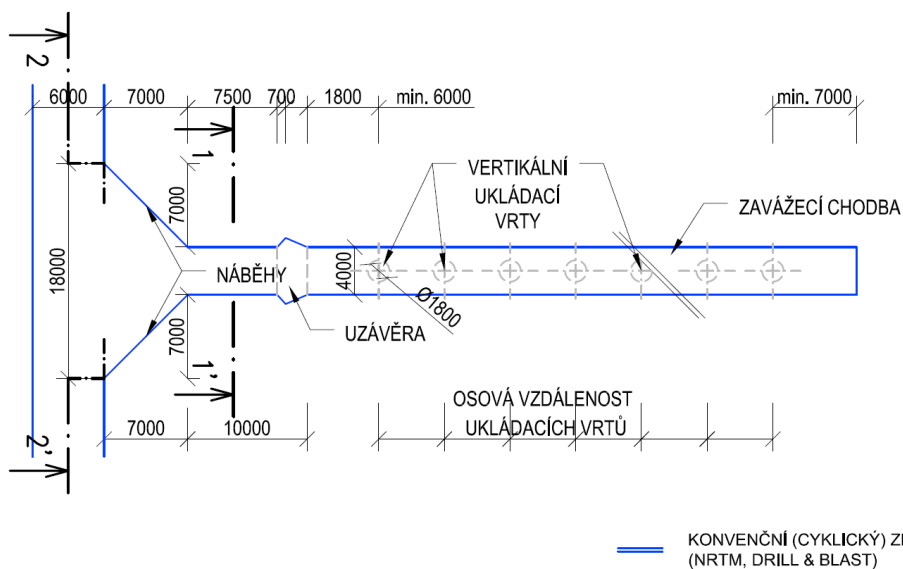 2
6000
7000
7500
700
1800
min. 6000
min. 7000
1
7000
VERTIKÁLNÍ
UKLÁDACÍ
VRTY
ZAVÁŽECÍ CHODBA
18000
NÁBĚHY
4000
Ø1800
UZÁVĚRA
7000
1'
OSOVÁ VZDÁLENOST
UKLÁDACÍCH VRTŮ
2'
7000
10000
KONVENČNÍ (CYKLICKÝ)
(NRTM, DRILL & BLAST)